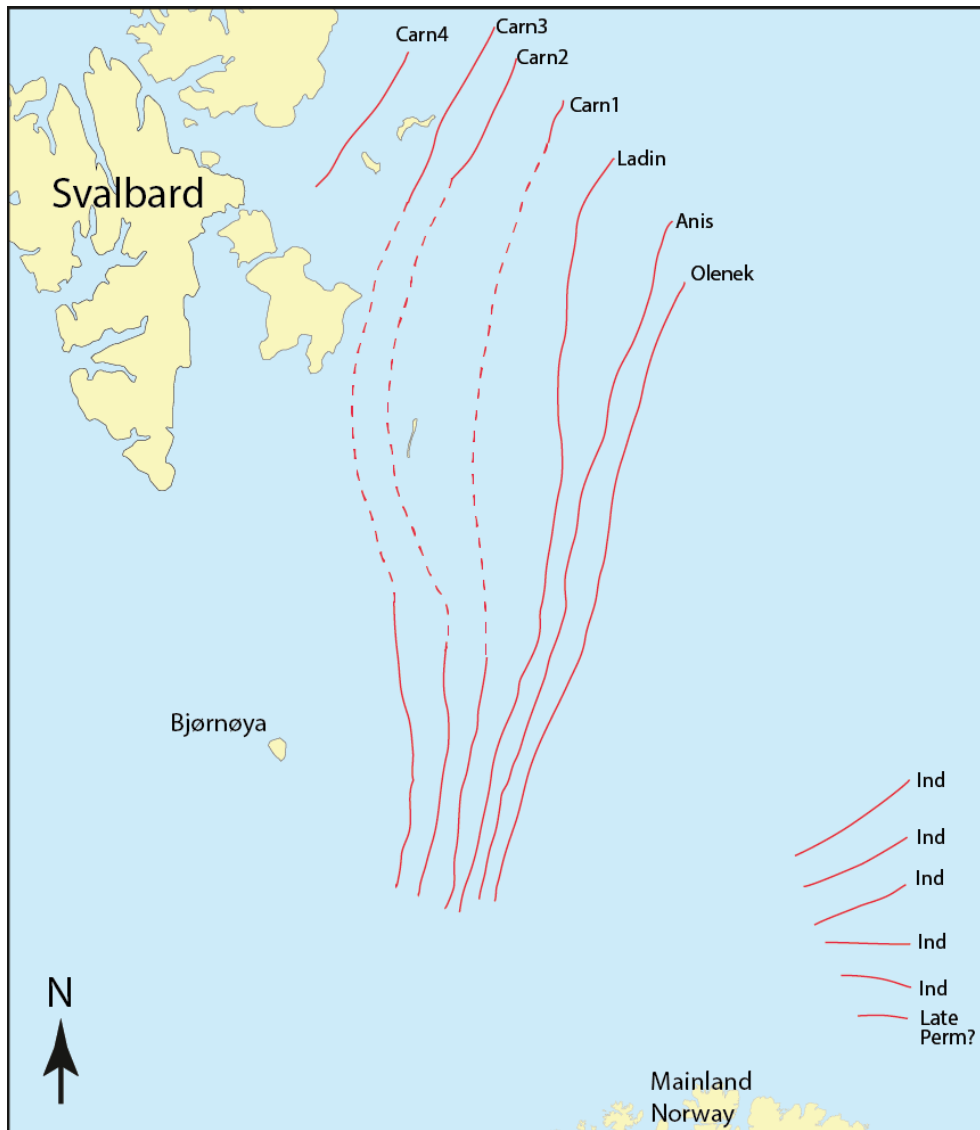 Carn3
Carn4
Carn2
Carn1
Ladin
Svalbard
Anis
Olenek
Bjørnøya
Ind
Ind
Ind
Ind
N
Ind
Late
Perm?
Mainland
Norway